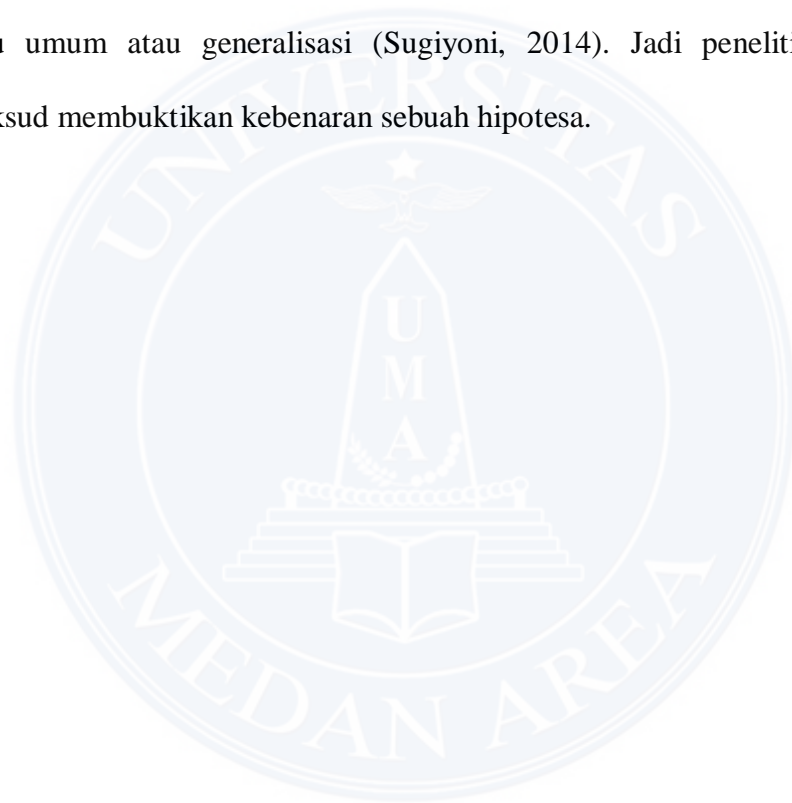 u umum atau generalisasi (Sugiyoni, 2014). Jadi peneliti
ksud membuktikan kebenaran sebuah hipotesa.
UNIVERSITAS
U
M
A
MEDAN AREA